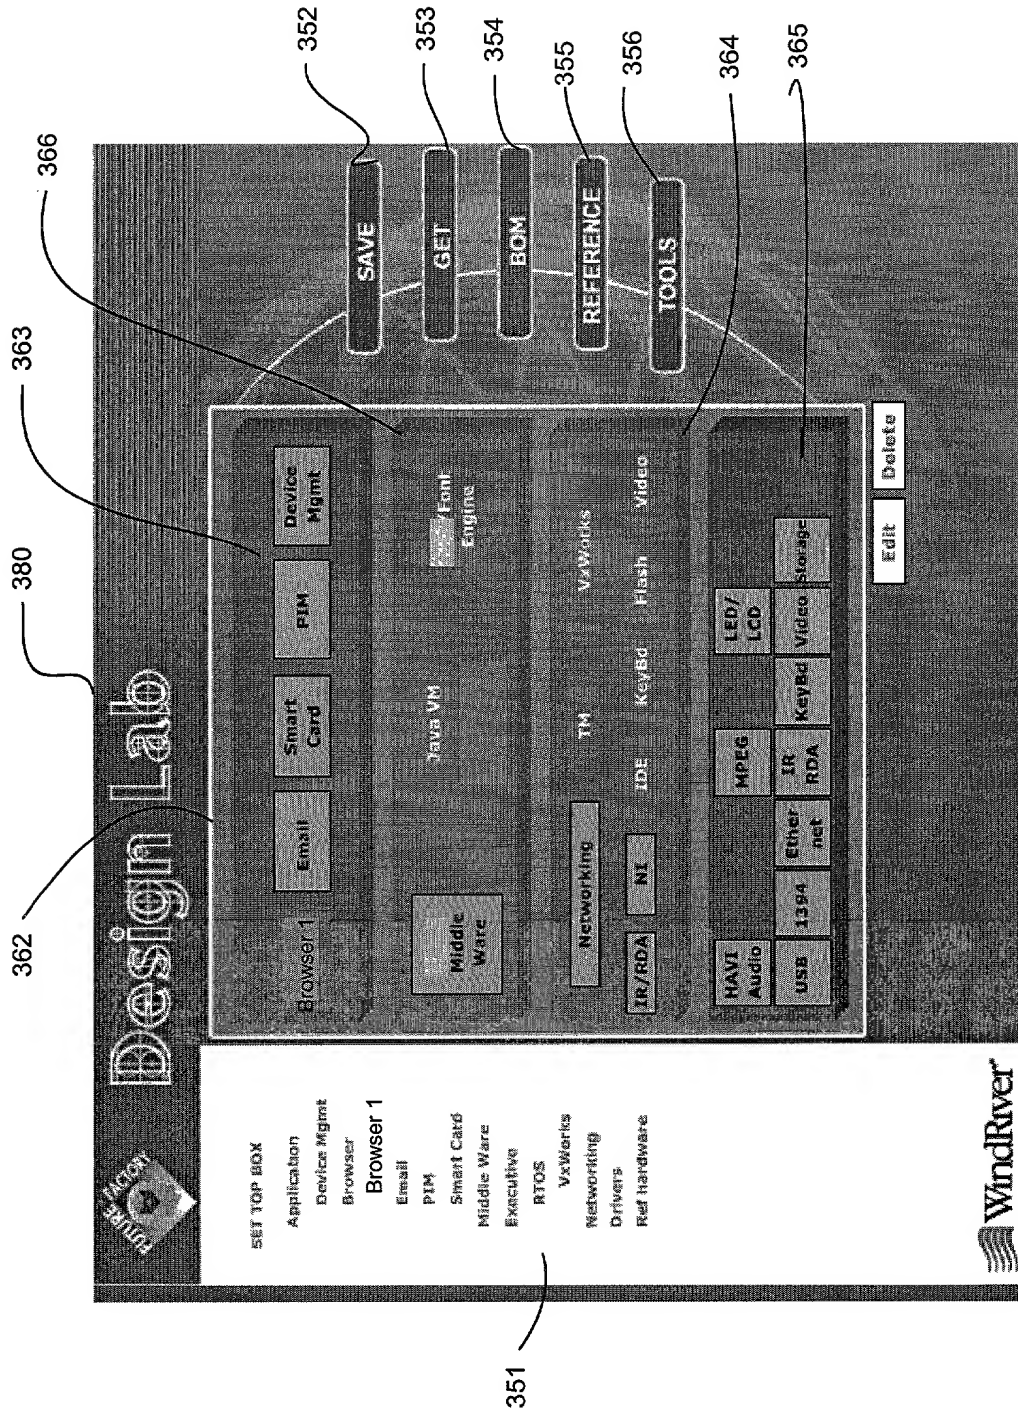 380
Design Lab
FUTURE FACTORY
362
363
366
SET TOP BOX
Application
Device Mgmt
Browser
Browser 1
Email
PIM
Smart Card
Middle Ware
Executive
RTOS
VxWorks
Networking
Drivers
Ref hardware
351
WindRiver
Browser 1
Email
Smart Card
PIM
Device Mgmt
Middle Ware
Java VM
/Font Engine
Networking
TM
VxWorks
IR/RDA
NI
IDE
KeyBd
Flash
Video
HAVI Audio
MPEG
LED/ LCD
USB
1394
Ether net
IR RDA
KeyBd
Video
Storage
Edit
Delete
SAVE
352
GET
353
BOM
354
REFERENCE
355
TOOLS
356
364
365